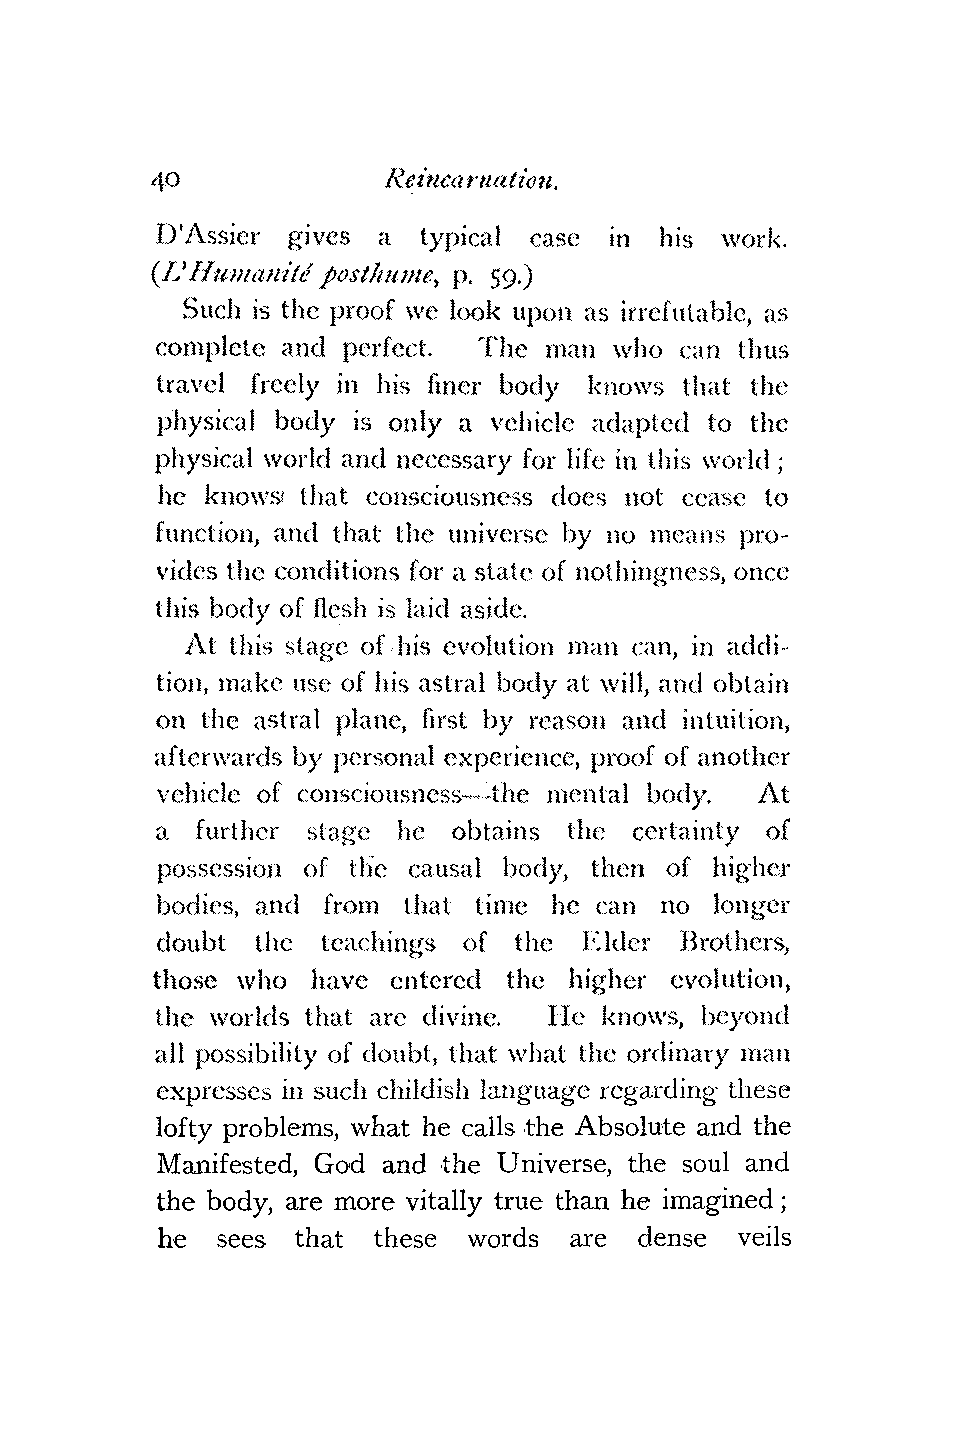 40 Reincarnation.
D'Assier gives a typical case in his work.
(L'Humanité posthume, p. 59.)
Such is the proof we look upon as irrefutable, as
complete and perfect. The man who can thus
travel freely in his finer body knows that the
physical body is only a vehicle adapted to the
physical world and necessary for life in this world;
he knows that consciousness does not cease to
function, and that the universe by no means pro-
vides the conditions for a state of nothingness, once
this body of flesh is laid aside.
At this stage of his evolution man can, in addi-
tion, make use of his astral body at will, and obtain
on the astral plane, first by reason and intuition,
afterwards by personal experience, proof of another
vehicle of consciousness—the mental body. At
a further stage he obtains the certainty of
possession of the causal body, then of higher
bodies, and from that time he can no longer
doubt the teachings of the Elder Brothers,
those who have entered the higher evolution,
the worlds that are divine. He knows, beyond
all possibility of doubt, that what the ordinary man
expresses in such childish language regarding these
lofty problems, what he calls the Absolute and the
Manifested, God and the Universe, the soul and
the body, are more vitally true than he imagined;
he sees that these words are dense veils